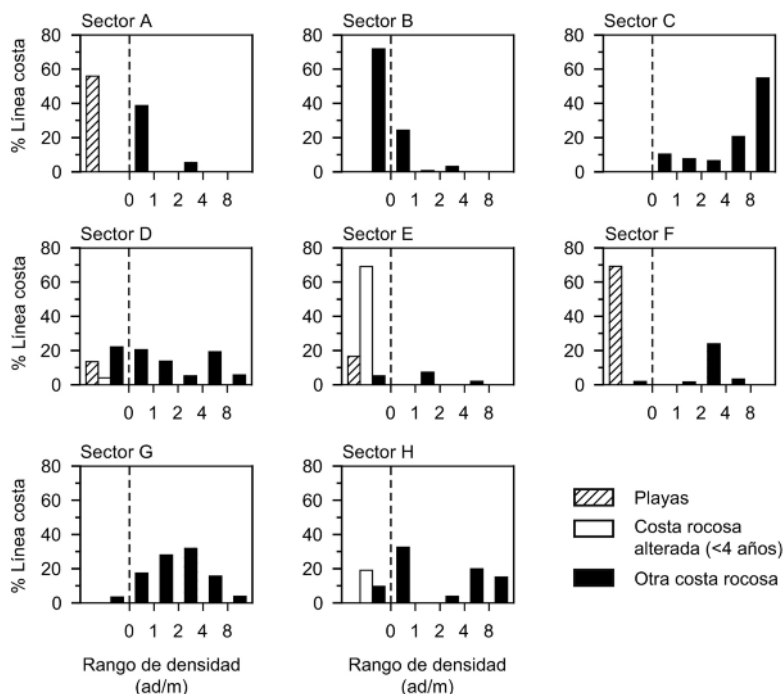 Sector A
Sector B
Sector C
% Línea costa
80
60
40
20
0
0 1 2 4 8
80
60
40
20
0
0 1 2 4 8
80
60
40
20
0
0 1 2 4 8
Sector D
Sector E
Sector F
% Línea costa
80
60
40
20
0
0 1 2 4 8
80
60
40
20
0
0 1 2 4 8
80
60
40
20
0
0 1 2 4 8
Sector G
Sector H
% Línea costa
80
60
40
20
0
0 1 2 4 8
Rango de densidad
(ad/m)
80
60
40
20
0
0 1 2 4 8
Rango de densidad
(ad/m)
Playas
Costa rocosa
alterada (<4 años)
Otra costa rocosa